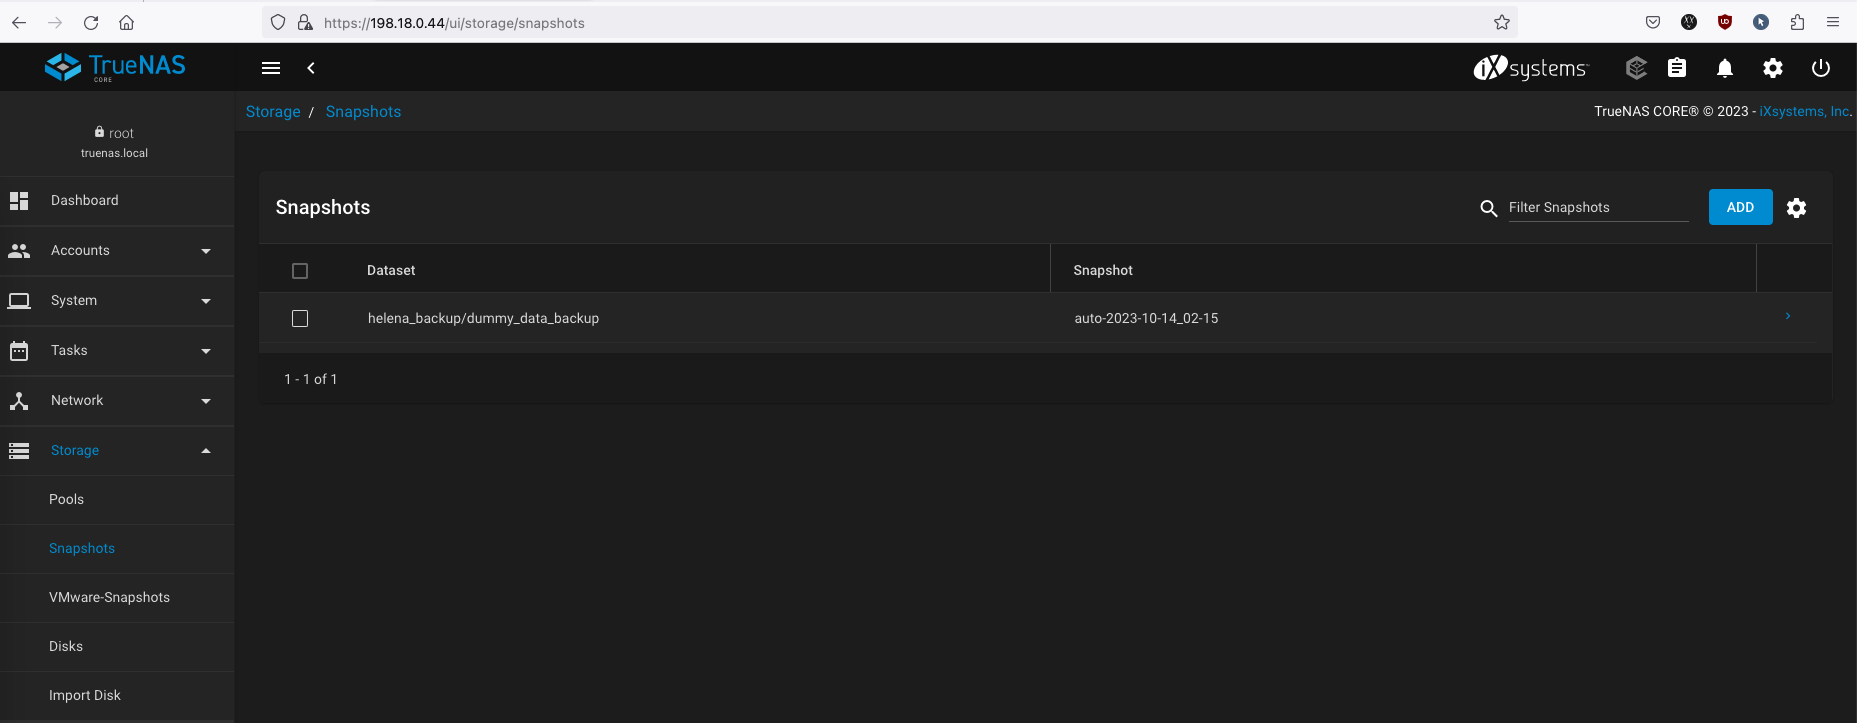 https://198.18.0.44/ui/storage/snapshots
TrueNAS
CORE
iXsystems
Storage / Snapshots
TrueNAS CORE® © 2023 - iXsystems, Inc.
root
truenas.local
Dashboard
Accounts
System
Tasks
Network
Storage
Pools
Snapshots
VMware-Snapshots
Disks
Import Disk
Snapshots
Filter Snapshots
ADD
Dataset Snapshot
helena_backup/dummy_data_backup auto-2023-10-14_02-15
1 - 1 of 1